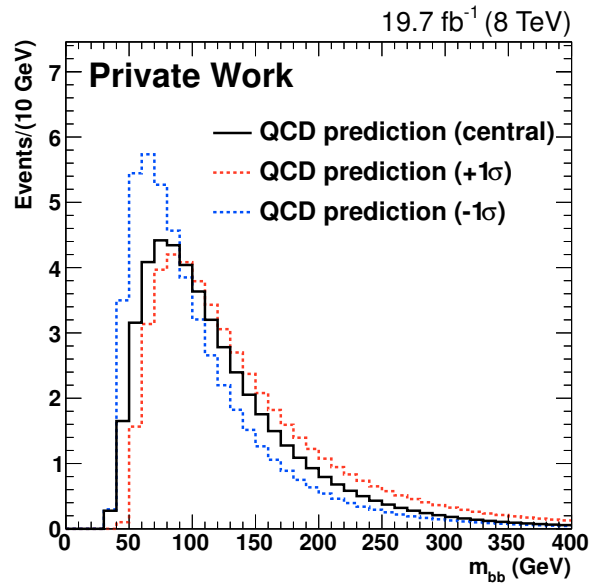 19.7 fb⁻¹ (8 TeV)
Private Work
QCD prediction (central)
QCD prediction (+1σ)
QCD prediction (-1σ)
Events/(10 GeV)
7
6
5
4
3
2
1
0
0 50 100 150 200 250 300 350 400
m_bb (GeV)